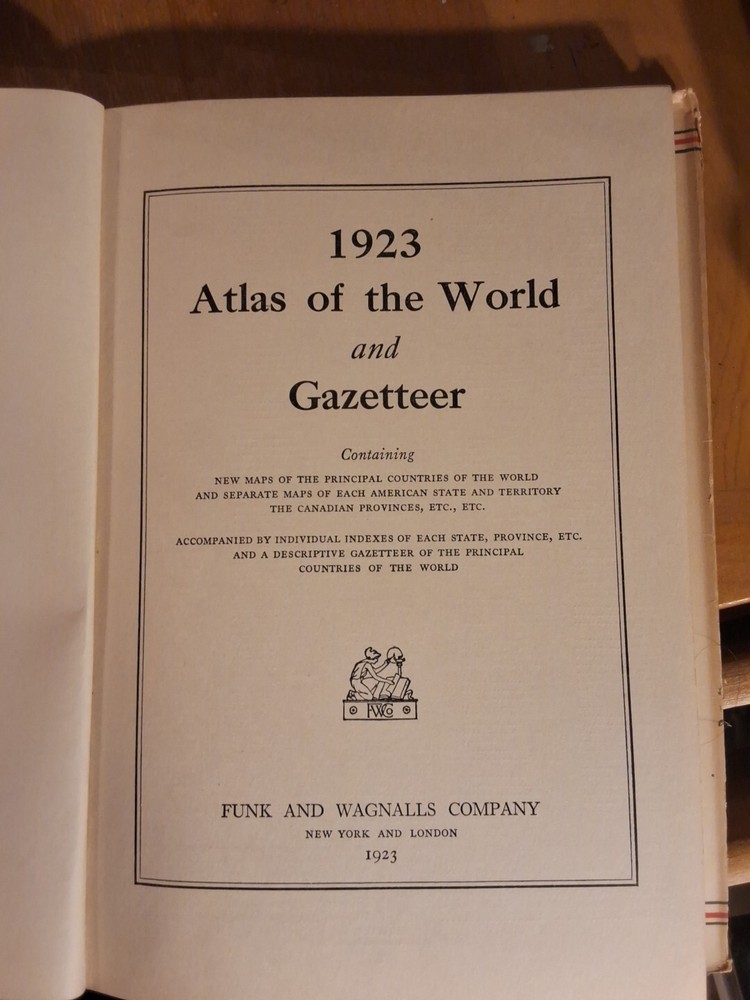 1923
Atlas of the World
and
Gazetteer
Containing
NEW MAPS OF THE PRINCIPAL COUNTRIES OF THE WORLD
AND SEPARATE MAPS OF EACH AMERICAN STATE AND TERRITORY
THE CANADIAN PROVINCES, ETC., ETC.
ACCOMPANIED BY INDIVIDUAL INDEXES OF EACH STATE, PROVINCE, ETC.
AND A DESCRIPTIVE GAZETTEER OF THE PRINCIPAL
COUNTRIES OF THE WORLD
FWCo
FUNK AND WAGNALLS COMPANY
NEW YORK AND LONDON
1923